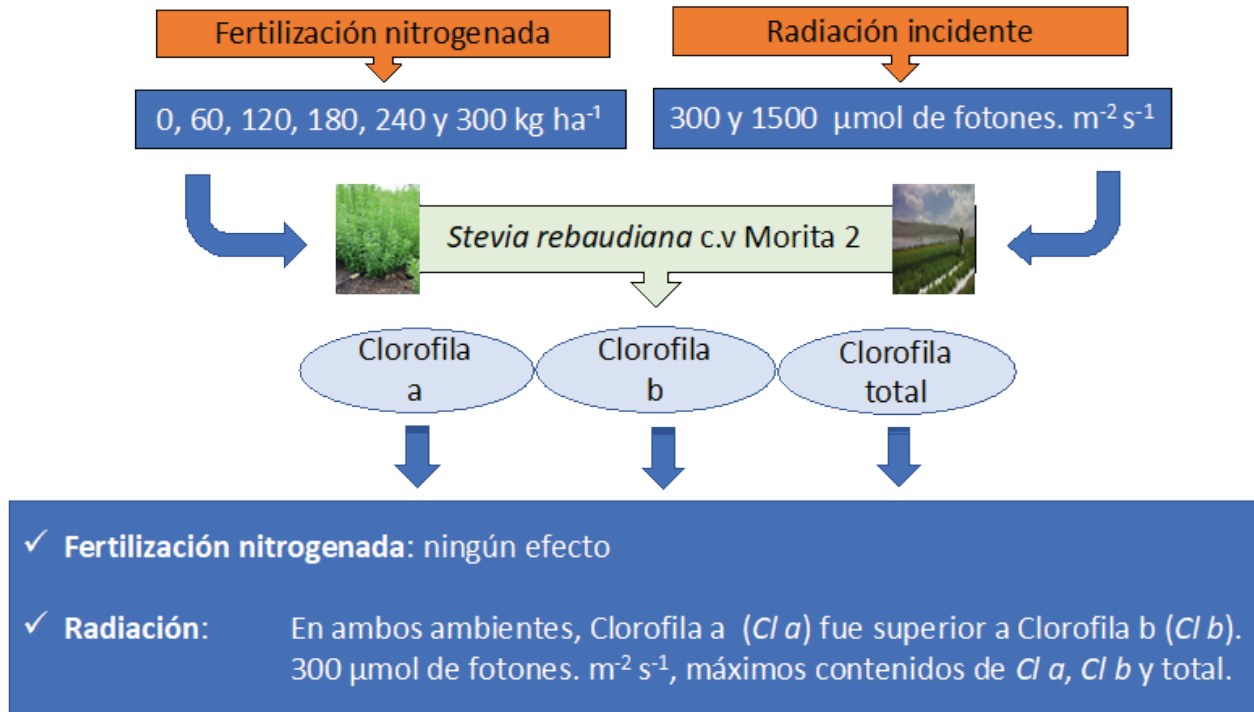 Fertilización nitrogenada
Radiación incidente
0, 60, 120, 180, 240 y 300 kg ha⁻¹
300 y 1500 µmol de fotones. m⁻² s⁻¹
Stevia rebaudiana c.v Morita 2
Clorofila
a
Clorofila
b
Clorofila
total
✓ Fertilización nitrogenada: ningún efecto
✓ Radiación: En ambos ambientes, Clorofila a (Cl a) fue superior a Clorofila b (Cl b).
300 µmol de fotones. m⁻² s⁻¹, máximos contenidos de Cl a, Cl b y total.